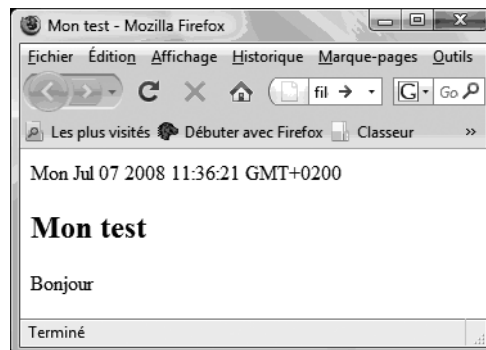 Mon test - Mozilla Firefox
Fichier Édition Affichage Historique Marque-pages Outils
fil G Go
Les plus visités Débuter avec Firefox Classeur »
Mon Jul 07 2008 11:36:21 GMT+0200
Mon test
Bonjour
Terminé